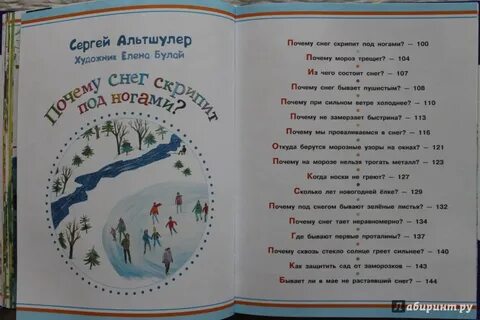 Сергей Альтшулер
Художник Елена Булай
Почему снег скрипит
под ногами?
Почему снег скрипит под ногами? — 100
Почему мороз трещит? — 104
Из чего состоит снег? — 107
Почему снег бывает пушистым? — 108
Почему при сильном ветре холоднее? — 110
Почему не замерзает быстрина? — 113
Почему мы проваливаемся в снег? — 116
Откуда берутся морозные узоры на окнах? — 121
Почему на морозе нельзя трогать металл? — 123
Когда носки не греют? — 127
Сколько лет новогодней ёлке? — 129
Почему под снегом бывают зелёные листья? — 132
Почему снег тает неравномерно? — 134
Где бывают первые проталины? — 137
Почему сквозь стекло солнце греет сильнее? — 140
Как защитить сад от заморозков — 143
Бывает ли в мае не растаявший снег? — 144
Лабиринт.ру